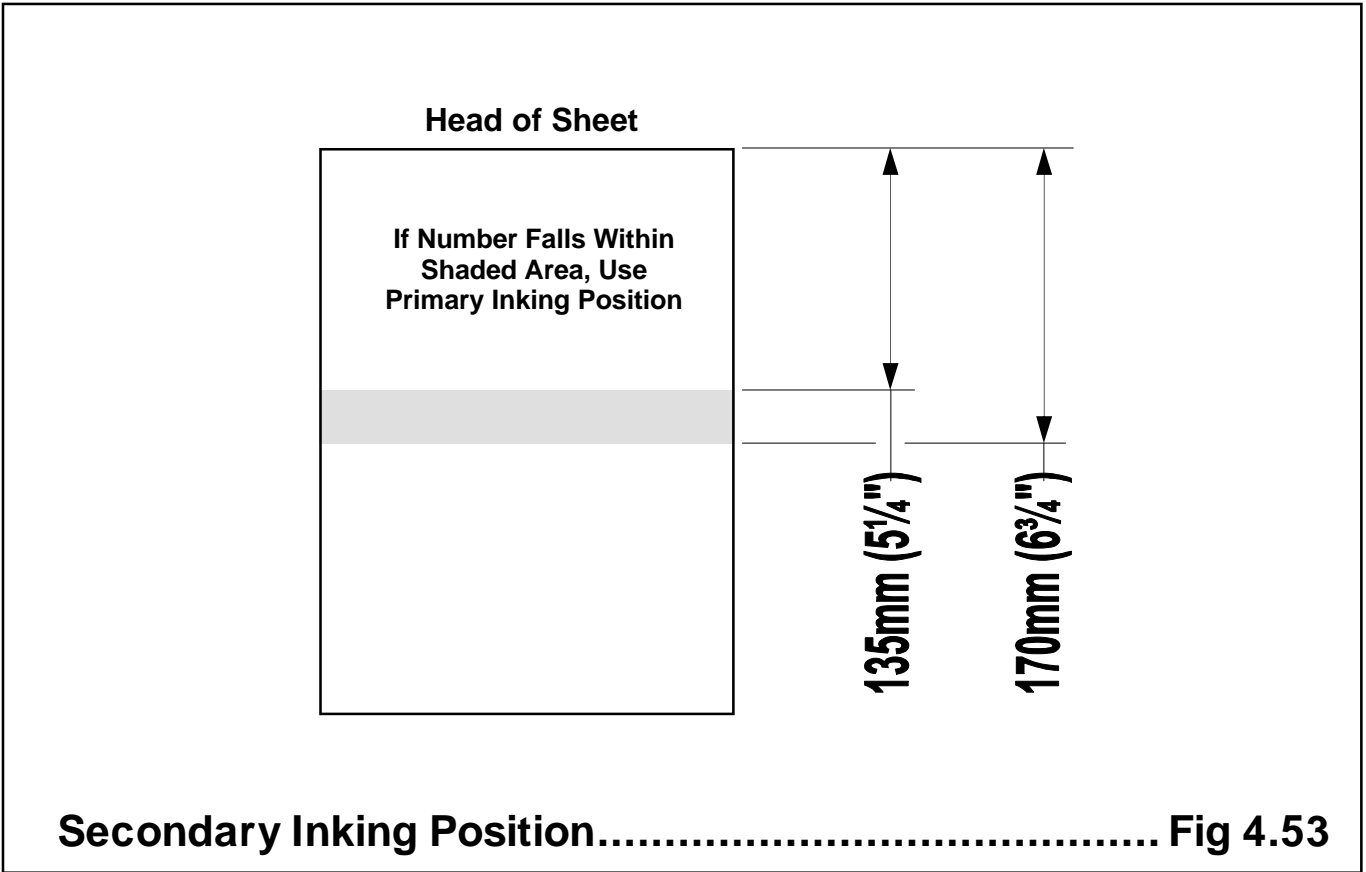 Head of Sheet
If Number Falls Within
Shaded Area, Use
Primary Inking Position
135mm (5¼")
170mm (6¾")
Secondary Inking Position.......................................... Fig 4.53